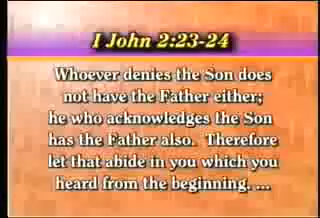 I John 2:23-24
Whoever denies the Son does
not have the Father either;
he who acknowledges the Son
has the Father also. Therefore
let that abide in you which you
heard from the beginning. ...